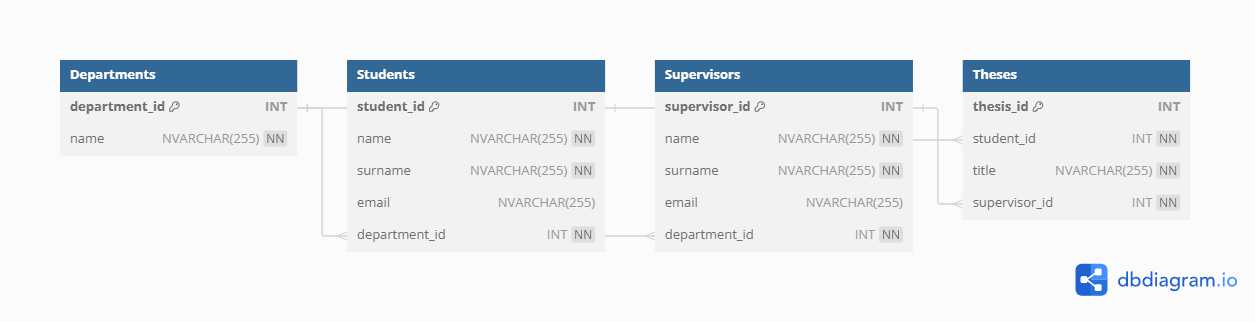 Departments
department_id INT
name NVARCHAR(255) NN
Students
student_id INT
name NVARCHAR(255) NN
surname NVARCHAR(255) NN
email NVARCHAR(255)
department_id INT NN
Supervisors
supervisor_id INT
name NVARCHAR(255) NN
surname NVARCHAR(255) NN
email NVARCHAR(255)
department_id INT NN
Theses
thesis_id INT
student_id INT NN
title NVARCHAR(255) NN
supervisor_id INT NN
dbdiagram.io